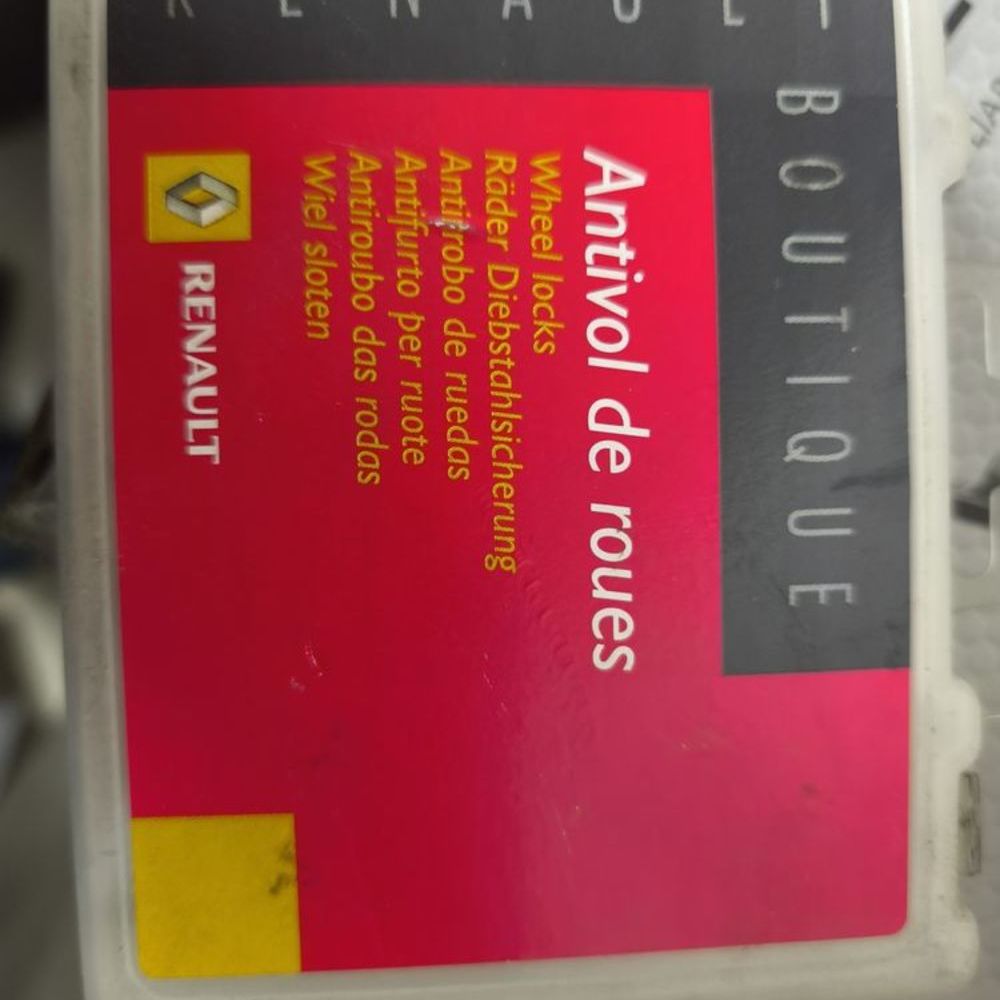 RENAULT
BOUTIQUE
Antivol de roues
Wheel locks
Räder Diebstahlsicherung
Antirobo de ruedas
Antifurto per ruote
Antiroubo das rodas
Wiel sloten
RENAULT